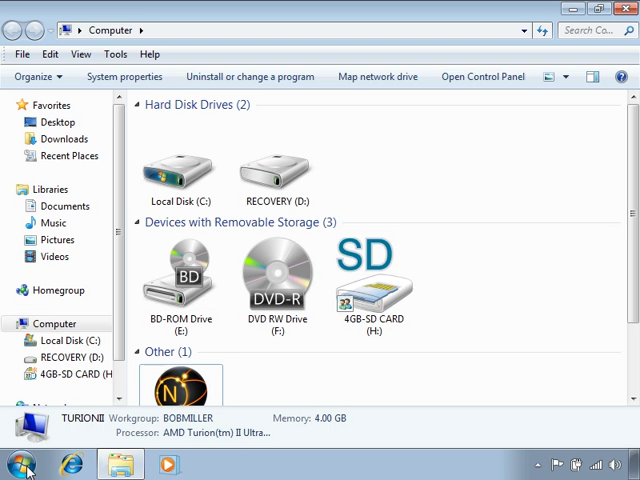 Computer
Search Co...
File Edit View Tools Help
Organize System properties Uninstall or change a program Map network drive Open Control Panel
Favorites
Desktop
Downloads
Recent Places
Libraries
Documents
Music
Pictures
Videos
Homegroup
Computer
Local Disk (C:)
RECOVERY (D:)
4GB-SD CARD (H
Hard Disk Drives (2)
Local Disk (C:)
RECOVERY (D:)
Devices with Removable Storage (3)
BD
DVD-R
SD
BD-ROM Drive
(E:)
DVD RW Drive
(F:)
4GB-SD CARD
(H:)
Other (1)
N
TURIONII Workgroup: BOBMILLER Memory: 4.00 GB
Processor: AMD Turion(tm) II Ultra...